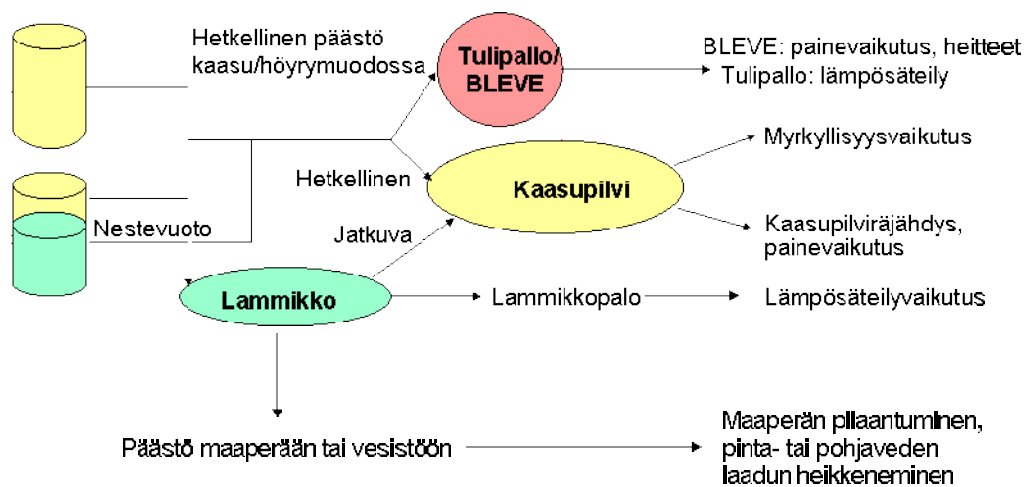 Hetkellinen päästö
kaasu/höyrymuodossa
Tulipallo/
BLEVE
BLEVE: painevaikutus, heitteet
Tulipallo: lämpösäteily
Myrkyllisyysvaikutus
Hetkellinen
Kaasupilvi
Nestevuoto
Jatkuva
Kaasupilviräjähdys,
painevaikutus
Lammikko
Lammikkopalo
Lämpösäteilyvaikutus
Päästö maaperään tai vesistöön
Maaperän pilaantuminen,
pinta- tai pohjaveden
laadun heikkeneminen